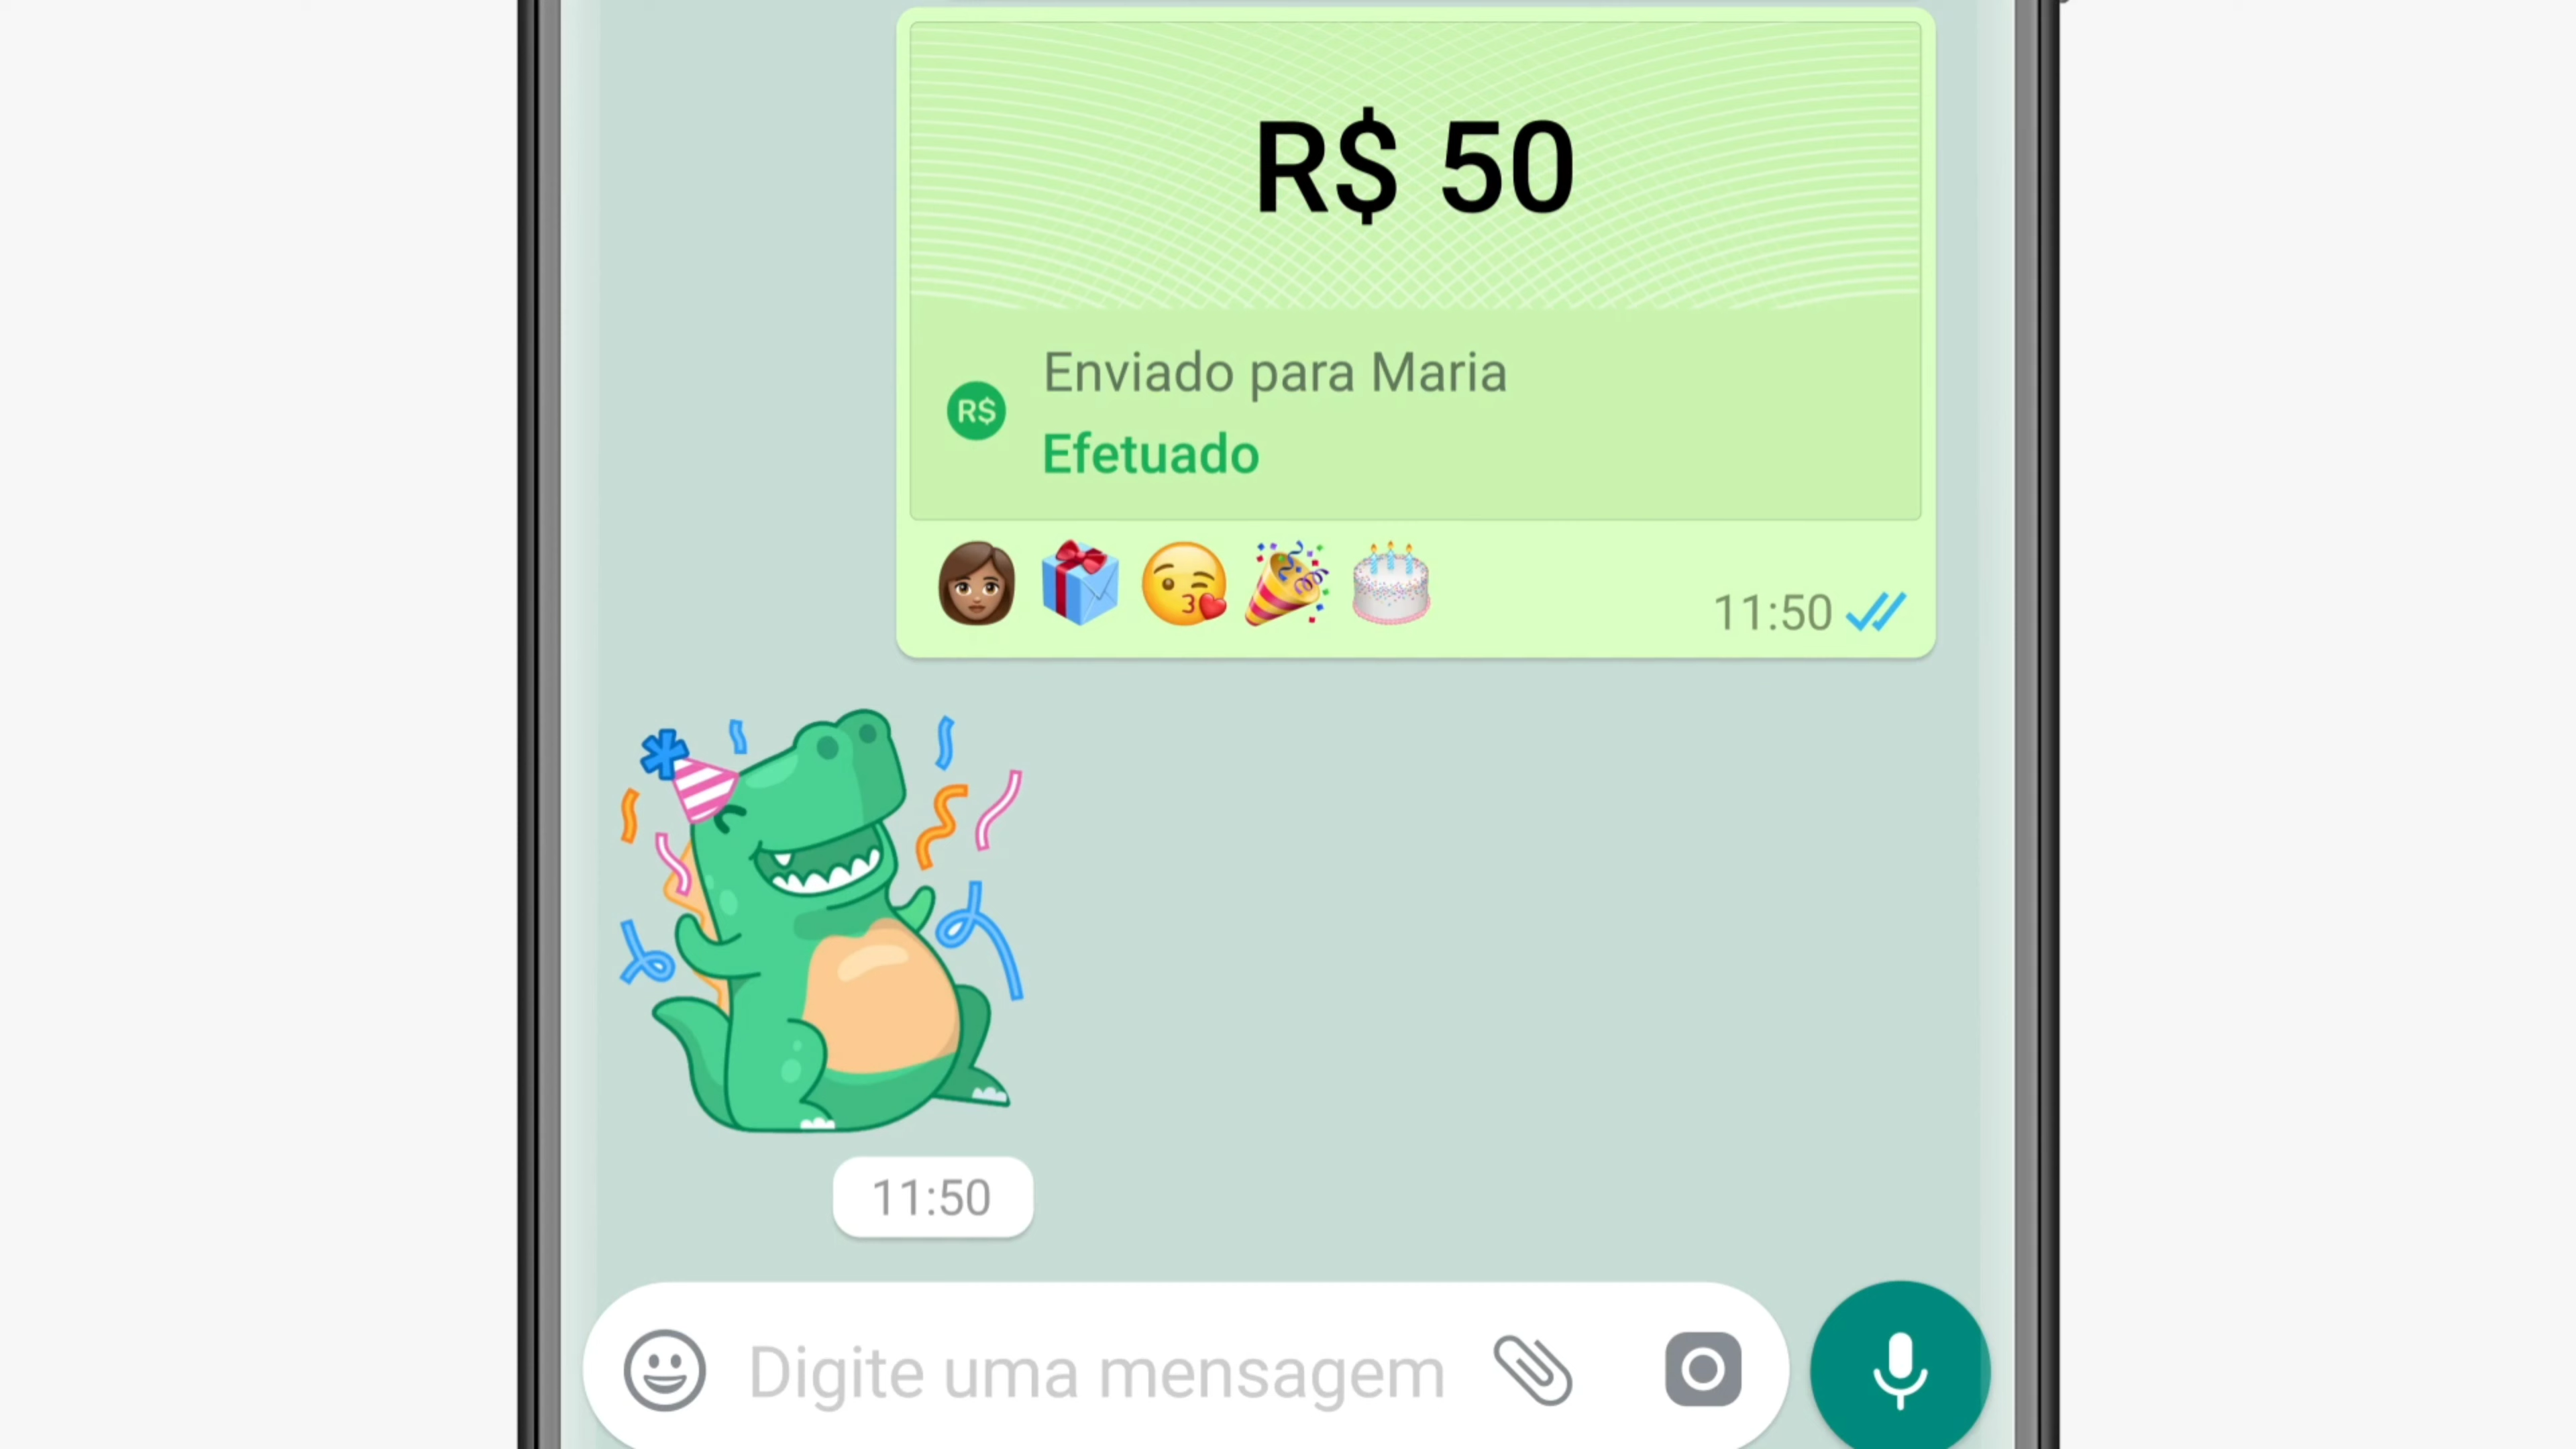 R$ 50
Enviado para Maria
R$
Efetuado
11:50
11:50
Digite uma mensagem